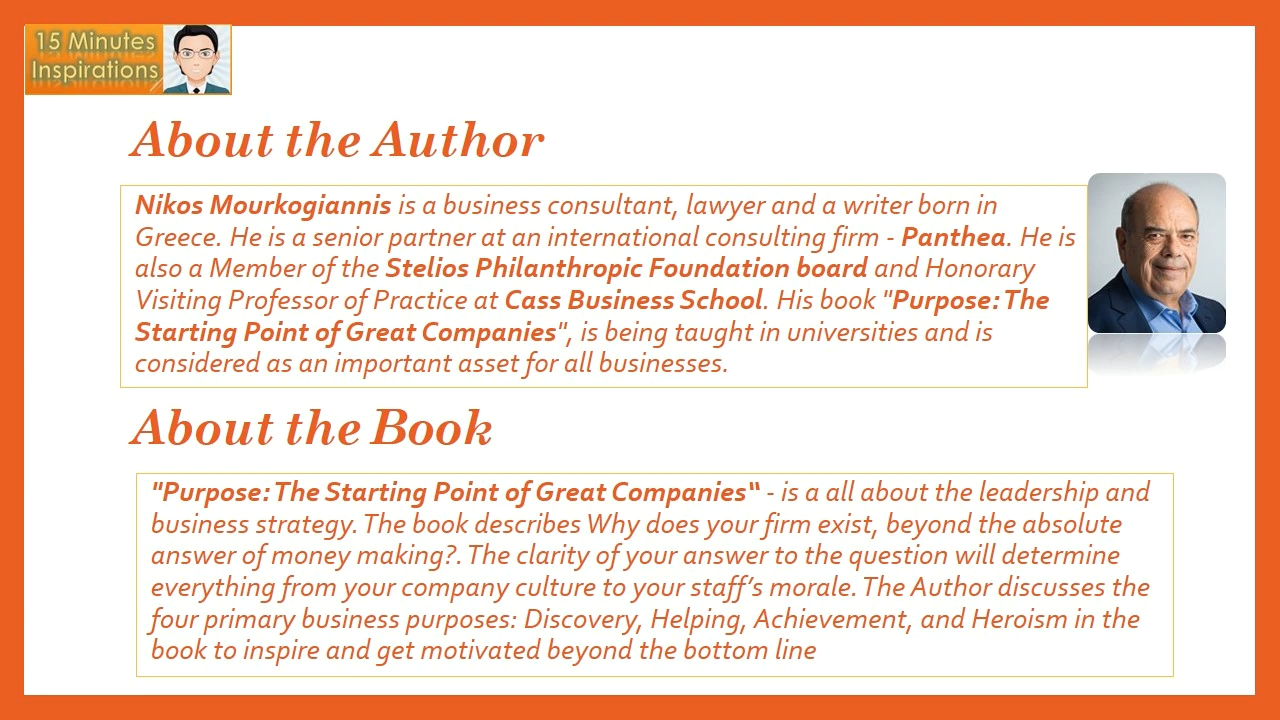 15 Minutes
Inspirations
About the Author
Nikos Mourkogiannis is a business consultant, lawyer and a writer born in
Greece. He is a senior partner at an international consulting firm - Panthea. He is
also a Member of the Stelios Philanthropic Foundation board and Honorary
Visiting Professor of Practice at Cass Business School. His book "Purpose: The
Starting Point of Great Companies", is being taught in universities and is
considered as an important asset for all businesses.
About the Book
"Purpose: The Starting Point of Great Companies“ - is a all about the leadership and
business strategy. The book describes Why does your firm exist, beyond the absolute
answer of money making?. The clarity of your answer to the question will determine
everything from your company culture to your staff’s morale. The Author discusses the
four primary business purposes: Discovery, Helping, Achievement, and Heroism in the
book to inspire and get motivated beyond the bottom line